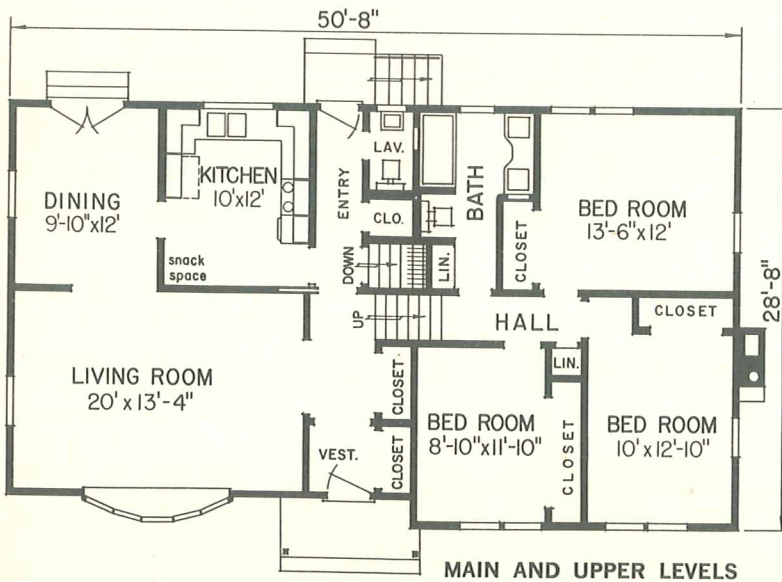 50'-8"
KITCHEN
10'x12'
LAV.
BATH
DINING
9'-10"x12'
ENTRY
CLO.
BED ROOM
13'-6"x12'
CLOSET
snack
space
DOWN
LIN.
28'-8"
UP
HALL
CLOSET
LIVING ROOM
20'x13'-4"
CLOSET
LIN.
BED ROOM
8'-10"x11'-10"
BED ROOM
10'x12'-10"
VEST.
CLOSET
CLOSET
MAIN AND UPPER LEVELS